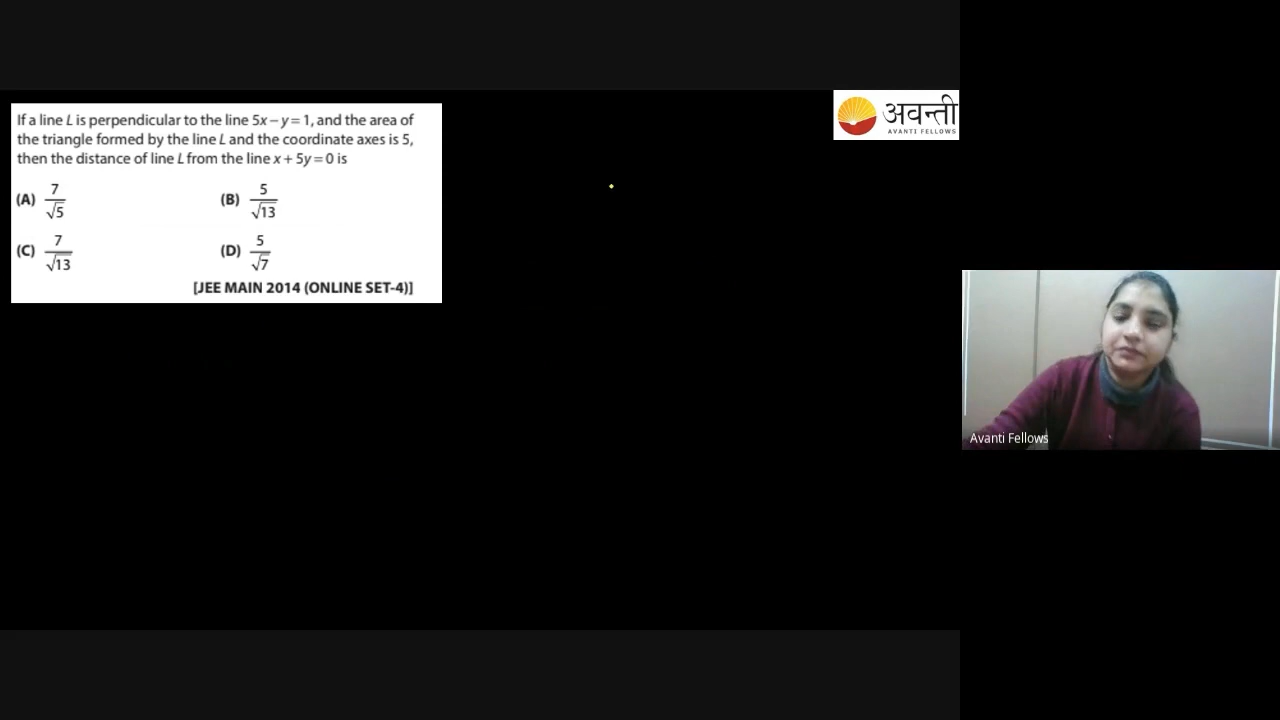 If a line L is perpendicular to the line 5x – y = 1, and the area of
the triangle formed by the line L and the coordinate axes is 5,
then the distance of line L from the line x + 5y = 0 is
(A) 7/√5 (B) 5/√13
(C) 7/√13 (D) 5/√7
[JEE MAIN 2014 (ONLINE SET-4)]
अवन्ती
AVANTI FELLOWS
Avanti Fellows